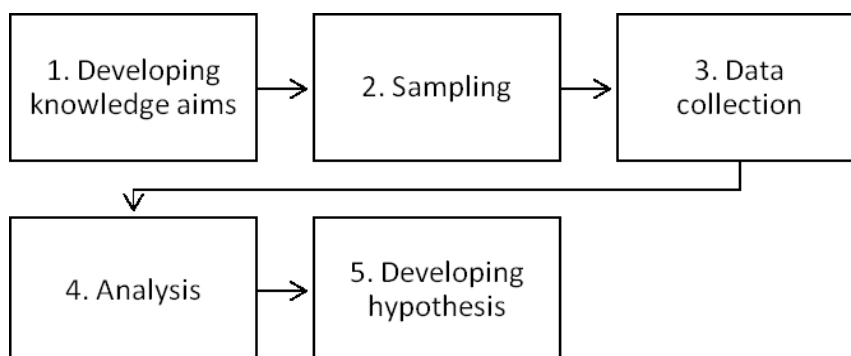 1. Developing
knowledge aims
2. Sampling
3. Data
collection
4. Analysis
5. Developing
hypothesis